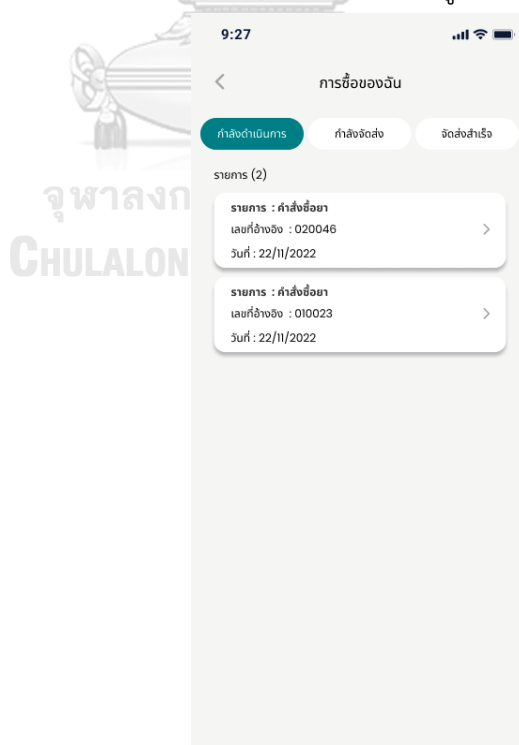 9:27
การซื้อของฉัน
กำลังดำเนินการ กำลังจัดส่ง จัดส่งสำเร็จ
รายการ (2)
รายการ : คำสั่งซื้อยา
เลขที่อ้างอิง : 020046
วันที่ : 22/11/2022
รายการ : คำสั่งซื้อยา
เลขที่อ้างอิง : 010023
วันที่ : 22/11/2022
จุฬาลงก
CHULALON